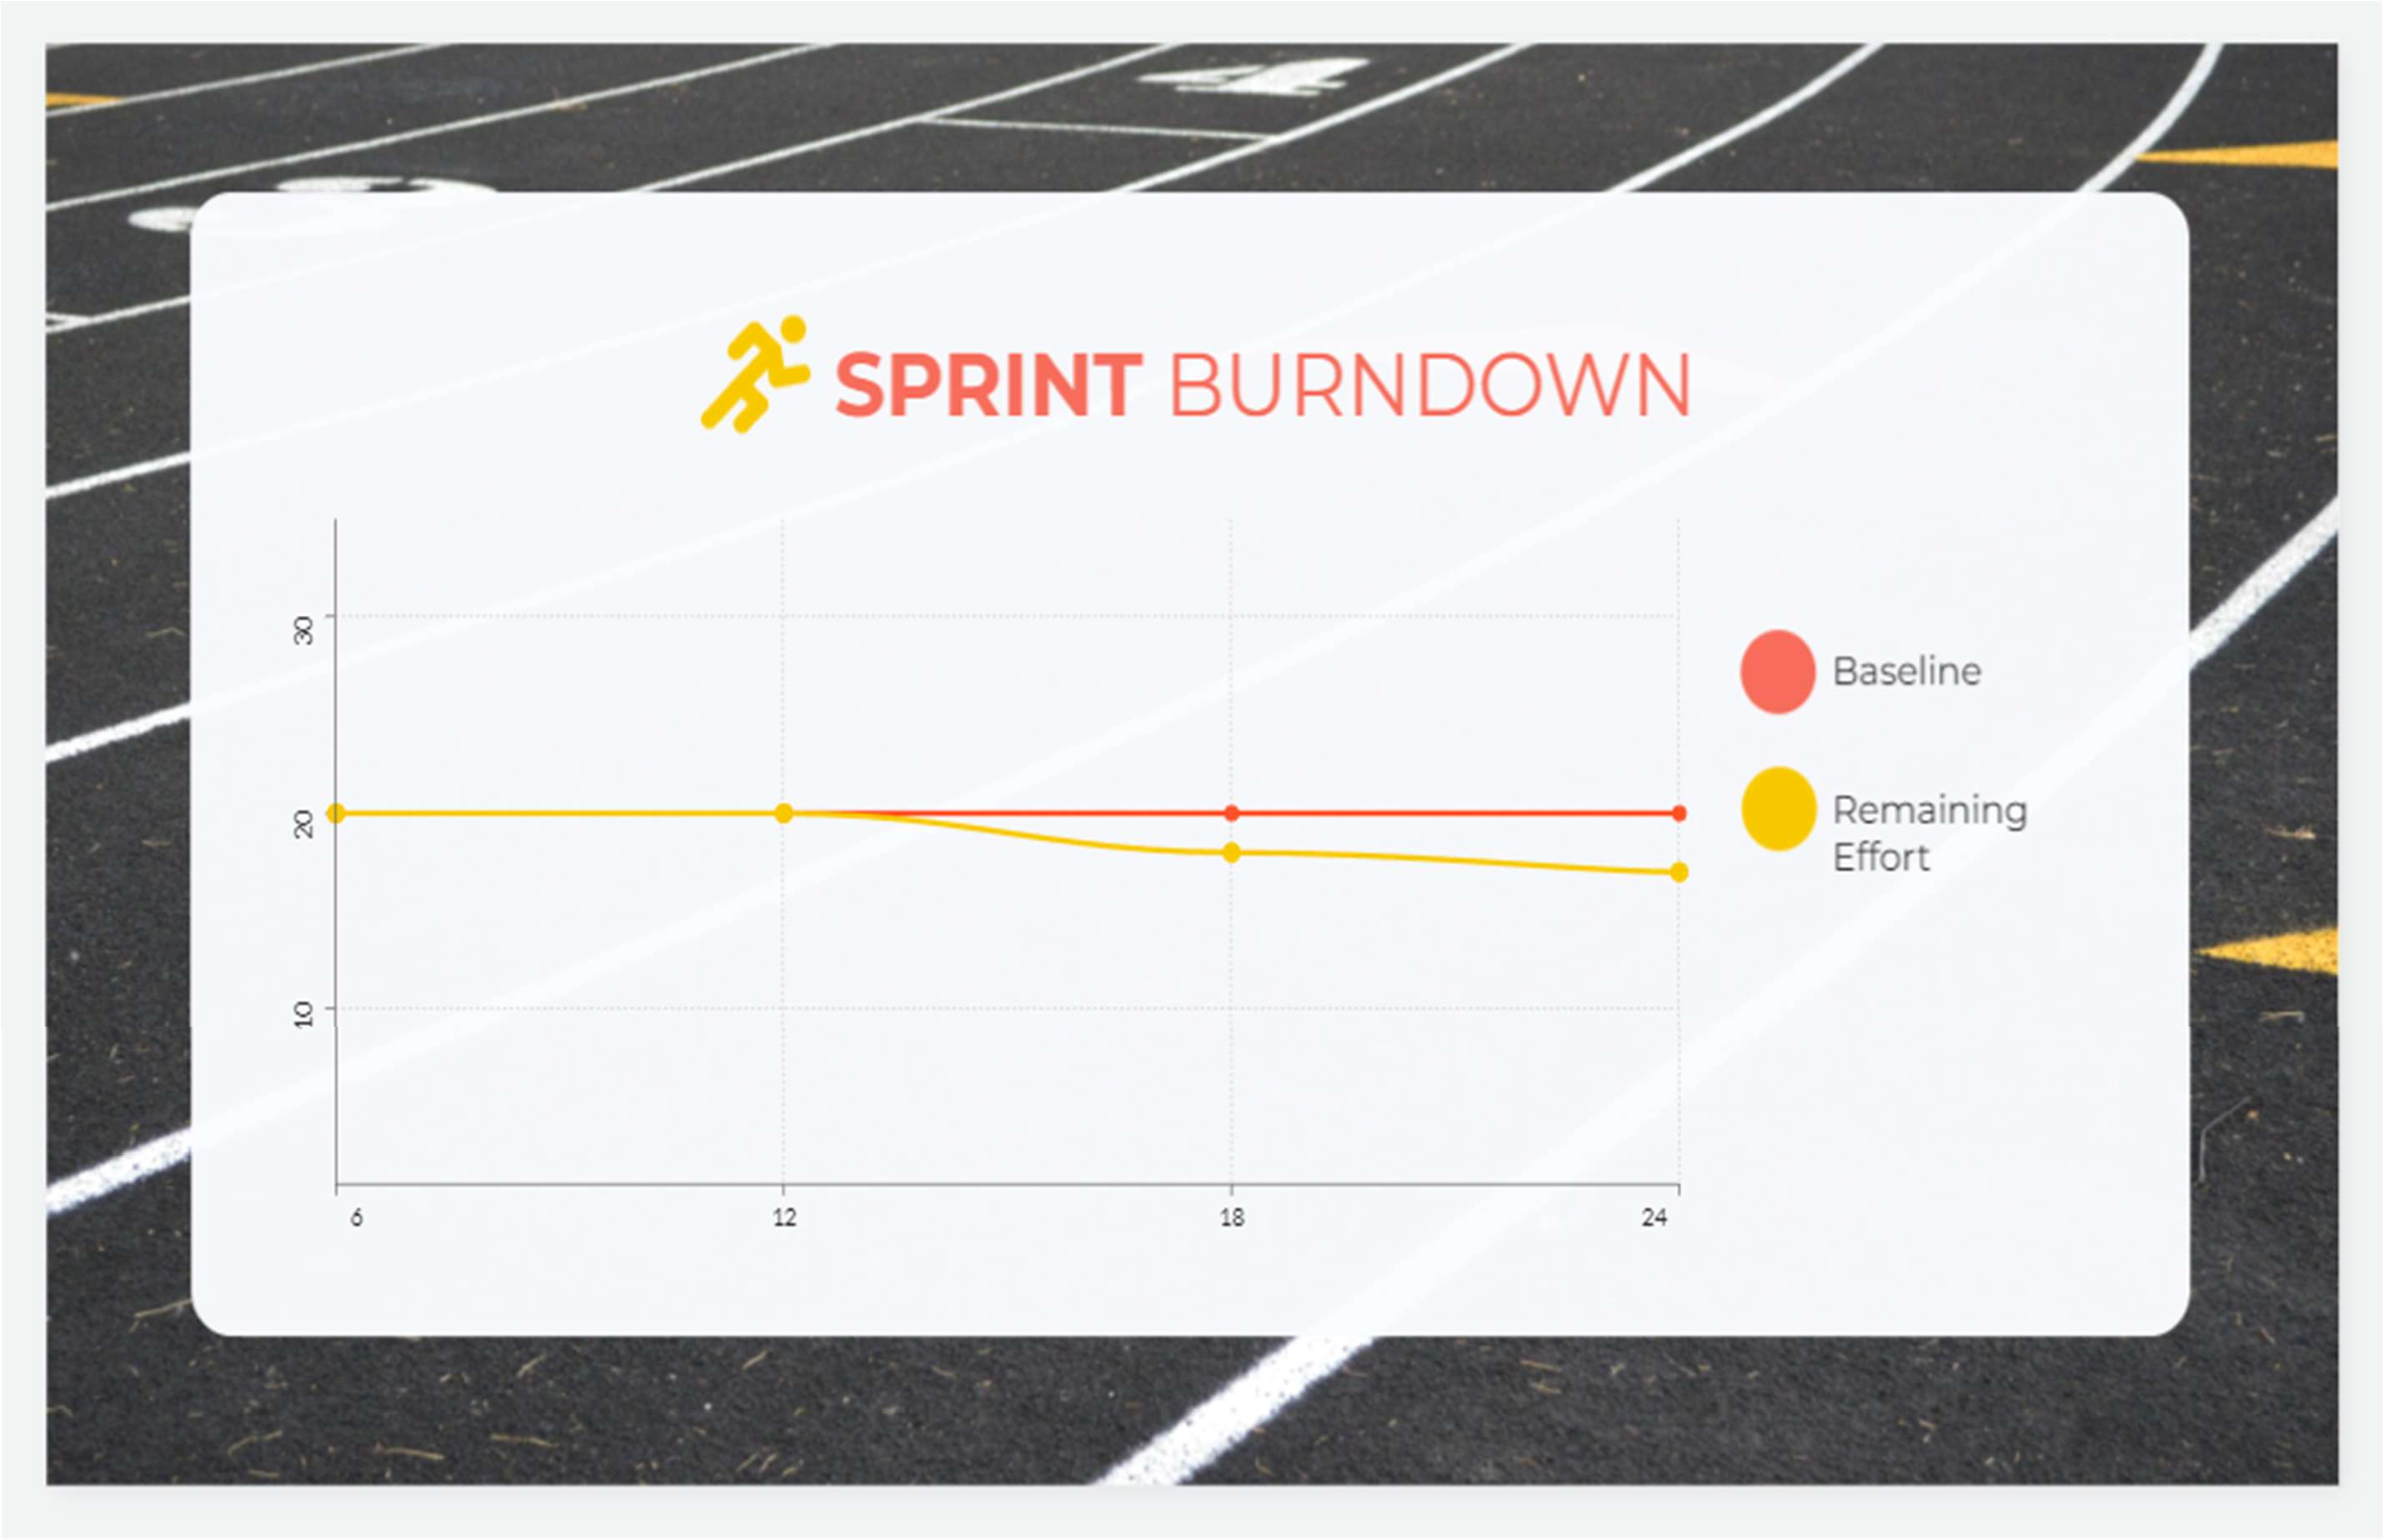 SPRINT BURNDOWN
30
20
10
6 12 18 24
Baseline
Remaining
Effort